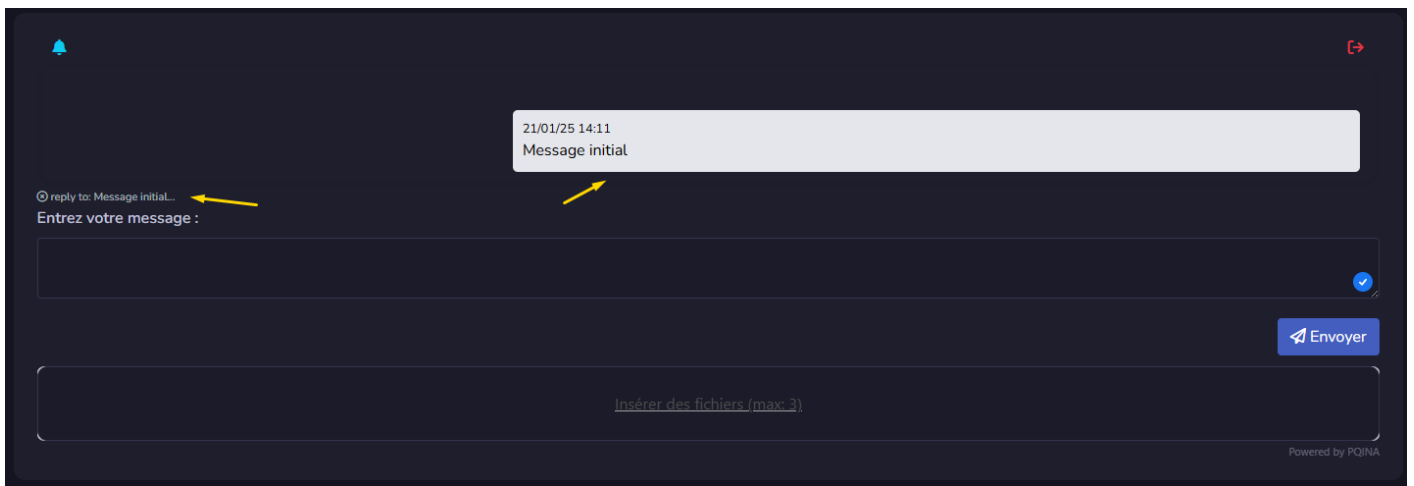 21/01/25 14:11
Message initial
reply to: Message initial...
Entrez votre message :
Envoyer
Insérer des fichiers (max: 3)
Powered by PQINA